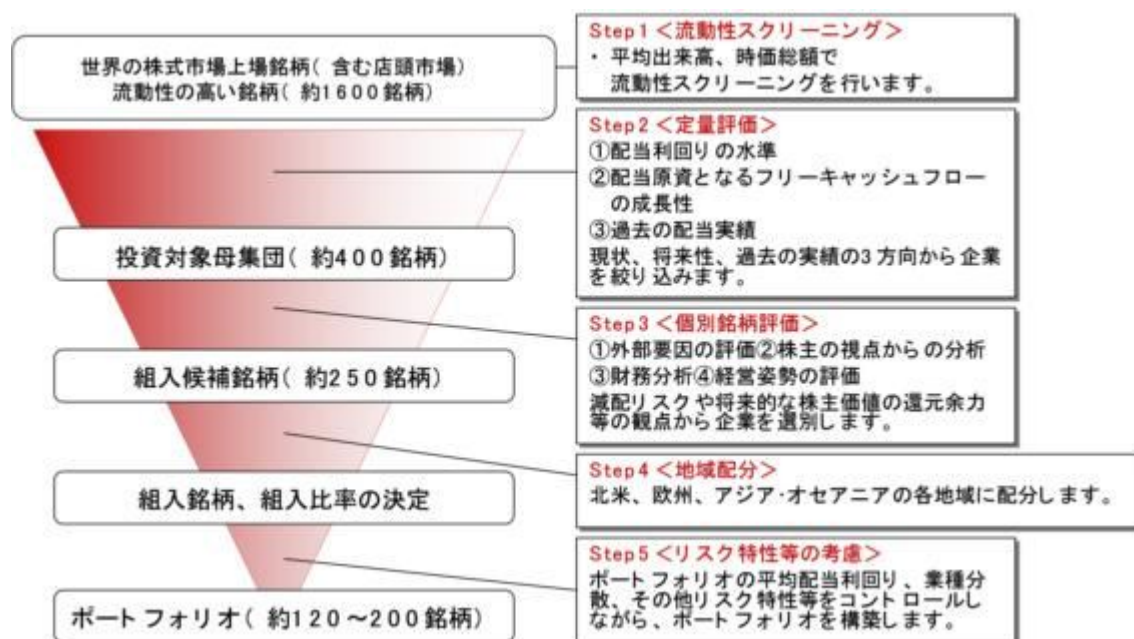 世界の株式市場上場銘柄( 含む店頭市場)
流動性の高い銘柄( 約1600銘柄)
Step1＜流動性スクリーニング＞
・ 平均出来高、時価総額で
流動性スクリーニングを行います。
Step2＜定量評価＞
①配当利回りの水準
②配当原資となるフリーキャッシュフロー
の成長性
③過去の配当実績
現状、将来性、過去の実績の3方向から企業
を絞り込みます。
投資対象母集団( 約400銘柄)
Step3＜個別銘柄評価＞
①外部要因の評価②株主の視点からの分析
③財務分析④経営姿勢の評価
減配リスクや将来的な株主価値の還元余力
等の観点から企業を選別します。
組入候補銘柄( 約250銘柄)
Step4＜地域配分＞
北米、欧州、アジア･オセアニアの各地域に配分します。
組入銘柄、組入比率の決定
Step5＜リスク特性等の考慮＞
ポートフォリオの平均配当利回り、業種分
散、その他リスク特性等をコントロールし
ながら、ポートフォリオを構築します。
ポートフォリオ( 約120～200銘柄)